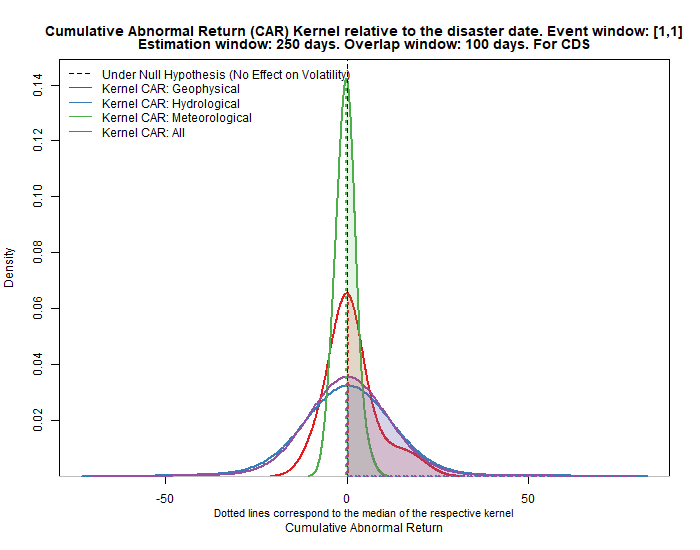 Cumulative Abnormal Return (CAR) Kernel relative to the disaster date. Event window: [1,1]
Estimation window: 250 days. Overlap window: 100 days. For CDS
Under Null Hypothesis (No Effect on Volatility)
Kernel CAR: Geophysical
Kernel CAR: Hydrological
Kernel CAR: Meteorological
Kernel CAR: All
Density
0.14
0.12
0.10
0.08
0.06
0.04
0.02
-50
0
50
Dotted lines correspond to the median of the respective kernel
Cumulative Abnormal Return